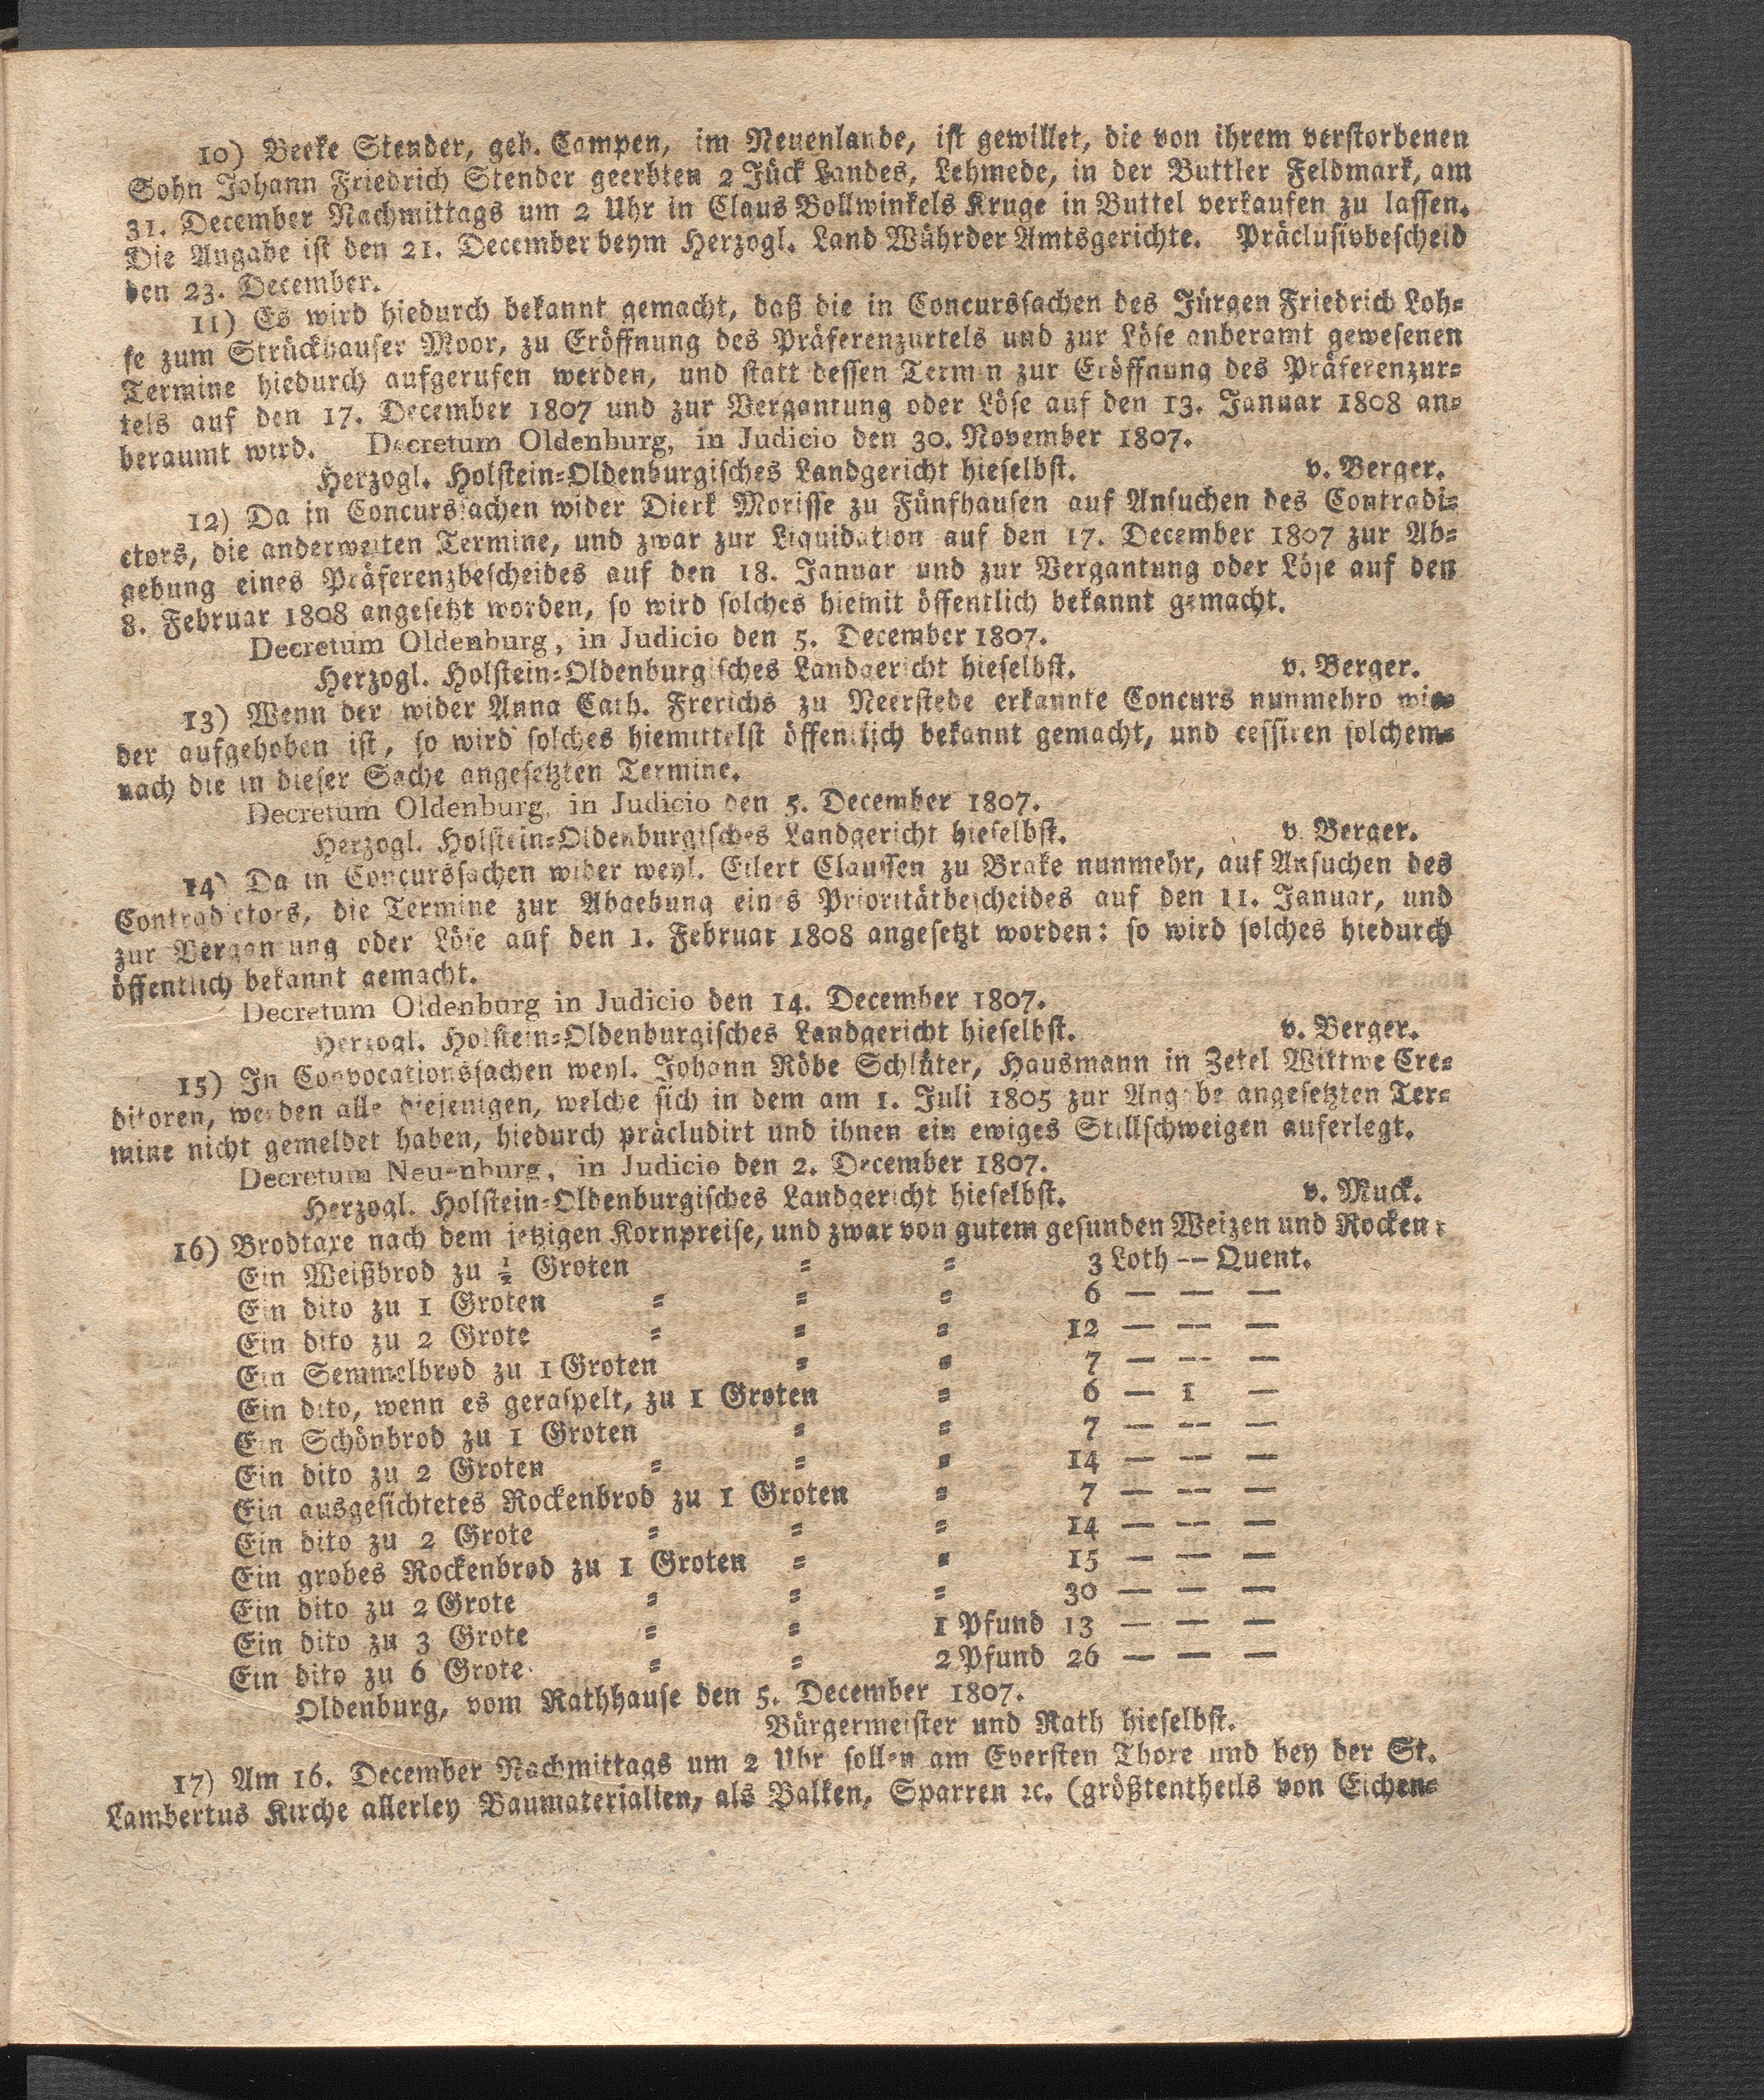 10) Beeke Stender, geb. Campen, im Neuenlande, ist gewillet, die von ihrem verstorbenen
Sohn Johann Friedrich Stender geerbten 2 Jück Landes, Lehmede, in der Buttler Feldmark, am
31. December Nachmittags um 2 Uhr in Claus Bollwinkels Kruge in Buttel verkaufen zu lassen.
Die Angabe ist den 21. December beym Herzogl. Land Wührder Amtsgerichte. Präclusivbescheid
den 23. December.
11) Es wird hiedurch bekannt gemacht, daß die in Concurssachen des Jürgen Friedrich Loh=
se zum Strückhauser Moor, zu Eröffnung des Präferenzurtels und zur Löse anberamt gewesenen
Termine hiedurch aufgerufen werden, und statt dessen Termin zur Eröffnung des Präferenzur=
tels auf den 17. December 1807 und zur Vergantung oder Löse auf den 13. Januar 1808 an=
beraumt wird. Decretum Oldenburg, in Judicio den 30. November 1807.
Herzogl. Holstein=Oldenburgisches Landgericht hieselbst. v. Berger.
12) Da in Concurssachen wider Dierk Morisse zu Fünfhausen auf Ansuchen des Contradi=
ctors, die anderweiten Termine, und zwar zur Liquidation auf den 17. December 1807 zur Ab=
gebung eines Präferenzbescheides auf den 18. Januar und zur Vergantung oder Löse auf den
8. Februar 1808 angesetzt worden, so wird solches hiemit öffentlich bekannt gemacht.
Decretum Oldenburg, in Judicio den 5. December 1807.
Herzogl. Holstein=Oldenburgisches Landgericht hieselbst. v. Berger.
13) Wenn der wider Anna Cath. Frerichs zu Neerstede erkannte Concurs nunmehro wie=
der aufgehoben ist, so wird solches hiemittelst öffentlich bekannt gemacht, und cessiren solchem=
nach die in dieser Sache angesetzten Termine.
Decretum Oldenburg, in Judicio den 5. December 1807.
Herzogl. Holstein=Oldenburgisches Landgericht hieselbst. v. Berger.
14) Da in Concurssachen wider weyl. Eilert Claussen zu Brake nunmehr, auf Ansuchen des
Contradictors, die Termine zur Abgebung eines Prioritätbescheides auf den 11. Januar, und
zur Vergantung oder Löse auf den 1. Februar 1808 angesetzt worden: so wird solches hiedurch
öffentlich bekannt gemacht.
Decretum Oldenburg in Judicio den 14. December 1807.
Herzogl. Holstein=Oldenburgisches Landgericht hieselbst. v. Berger.
15) In Convocationssachen weyl. Johann Röbe Schlüter, Hausmann in Zetel Wittwe Cre=
ditoren, werden alle diejenigen, welche sich in dem am 1. Juli 1805 zur Angabe angesetzten Ter=
mine nicht gemeldet haben, hiedurch präcludirt und ihnen ein ewiges Stillschweigen auferlegt.
Decretum Neuenburg, in Judicio den 2. December 1807.
Herzogl. Holstein=Oldenburgisches Landgericht hieselbst. v. Muck.
16) Brodtaxe nach dem jetzigen Kornpreise, und zwar von gutem gesunden Weizen und Rocken:
Ein Weißbrod zu ½ Groten = = 3 Loth — Quent.
Ein dito zu 1 Groten = = = 6 — — —
Ein dito zu 2 Grote = = = 12 — — —
Ein Semmelbrod zu 1 Groten = = 7 — — —
Ein dito, wenn es geraspelt, zu 1 Groten = 6 — 1 —
Ein Schönbrod zu 1 Groten = = 7 — — —
Ein dito zu 2 Groten = = = 14 — — —
Ein ausgesichtetes Rockenbrod zu 1 Groten = 7 — — —
Ein dito zu 2 Grote = = = 14 — — —
Ein grobes Rockenbrod zu 1 Groten = = 15 — — —
Ein dito zu 2 Grote = = = 30 — — —
Ein dito zu 3 Grote = = 1 Pfund 13 — — —
Ein dito zu 6 Grote = = 2 Pfund 26 — — —
Oldenburg, vom Rathhause den 5. December 1807.
Bürgermeister und Rath hieselbst.
17) Am 16. December Nachmittags um 2 Uhr sollen am Eversten Thore und bey der St.
Lambertus Kirche allerley Baumaterialien, als Balken, Sparren ꝛc. (größtentheils von Eichen=